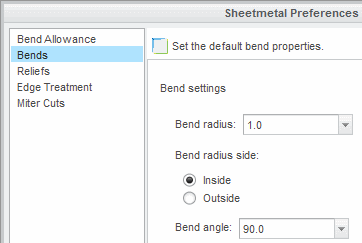 Sheetmetal Preferences
Bend Allowance
Bends
Reliefs
Edge Treatment
Miter Cuts
Set the default bend properties.
Bend settings
Bend radius: 1.0
Bend radius side:
Inside
Outside
Bend angle: 90.0